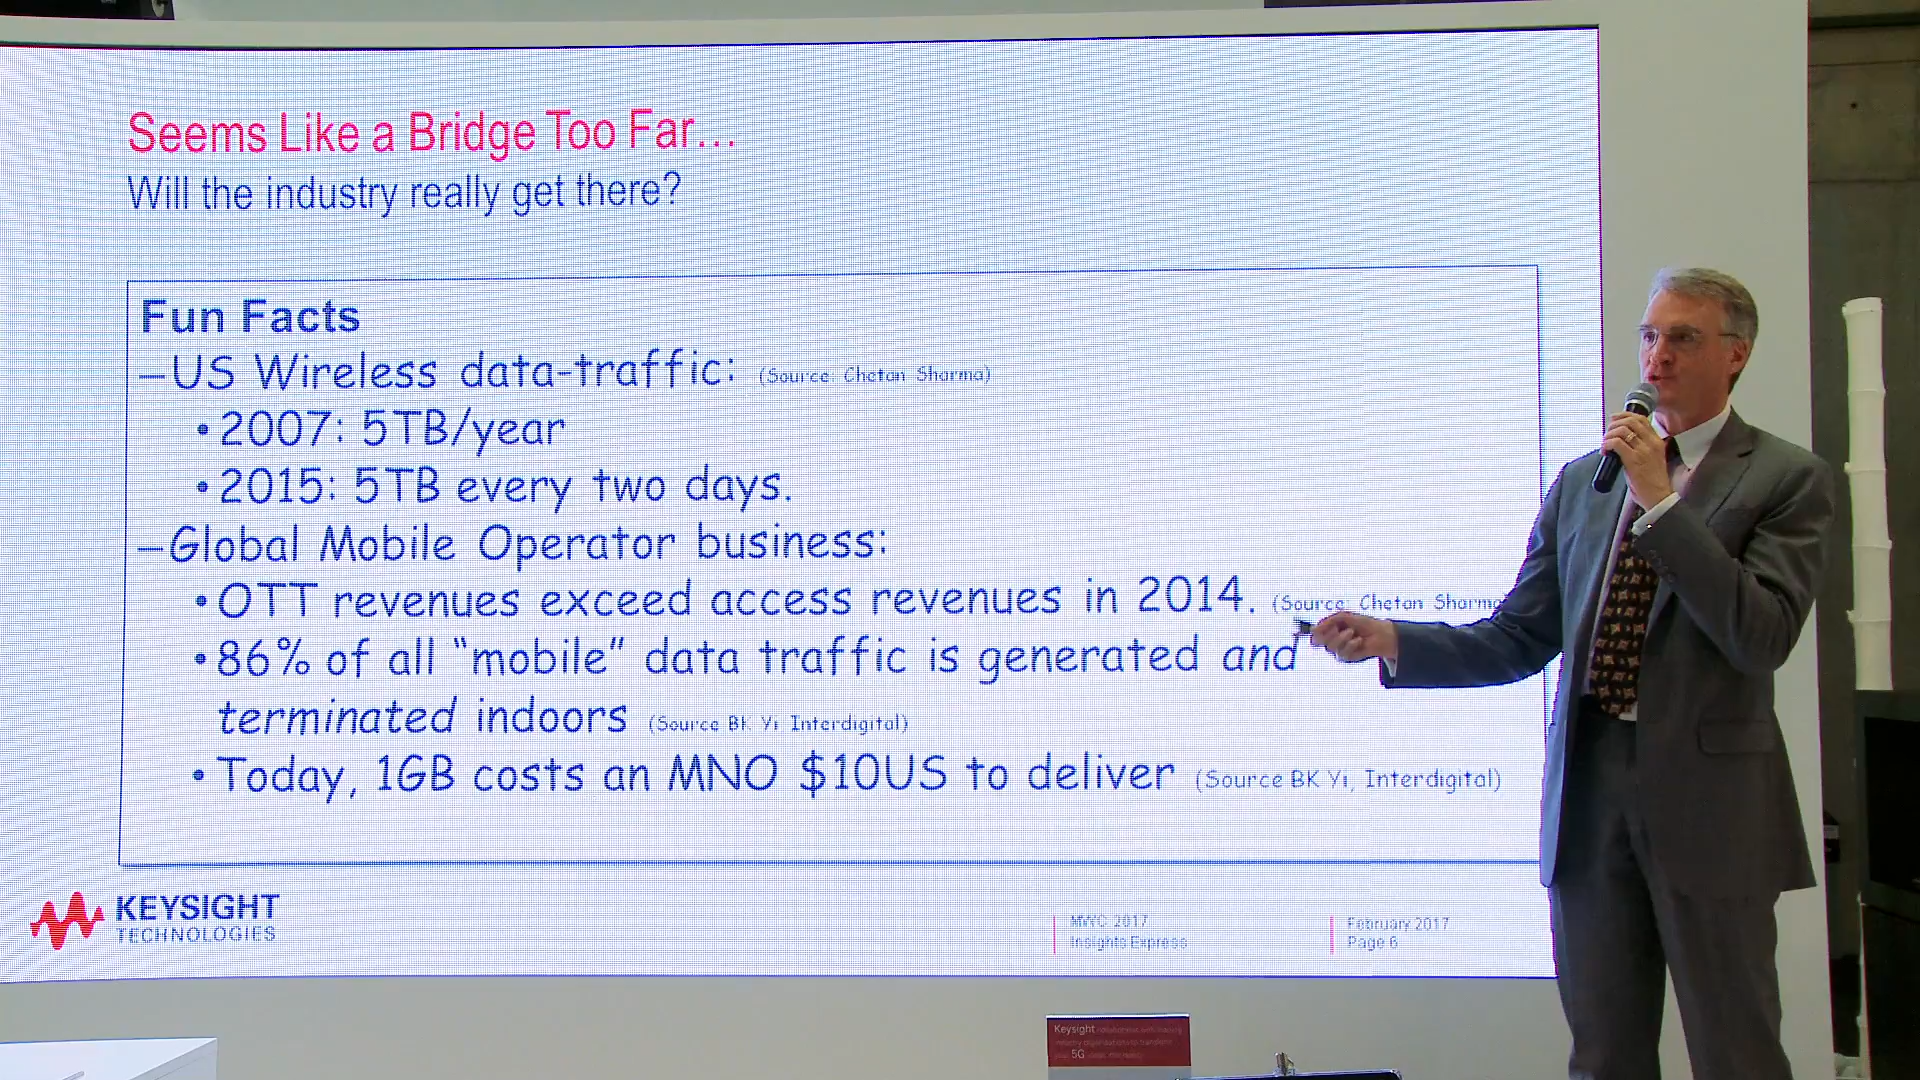 Seems Like a Bridge Too Far...
Will the industry really get there?
Fun Facts
–US Wireless data-traffic: (Source: Chetan Sharma)
•2007: 5TB/year
•2015: 5TB every two days.
–Global Mobile Operator business:
•OTT revenues exceed access revenues in 2014. (Source: Chetan Sharma
•86% of all “mobile” data traffic is generated and
terminated indoors (Source BK Yi Interdigital)
•Today, 1GB costs an MNO $10US to deliver (Source BK Yi, Interdigital)
KEYSIGHT
TECHNOLOGIES
MWC 2017
Insights Express
February 2017
Page 6
Keysight
5G